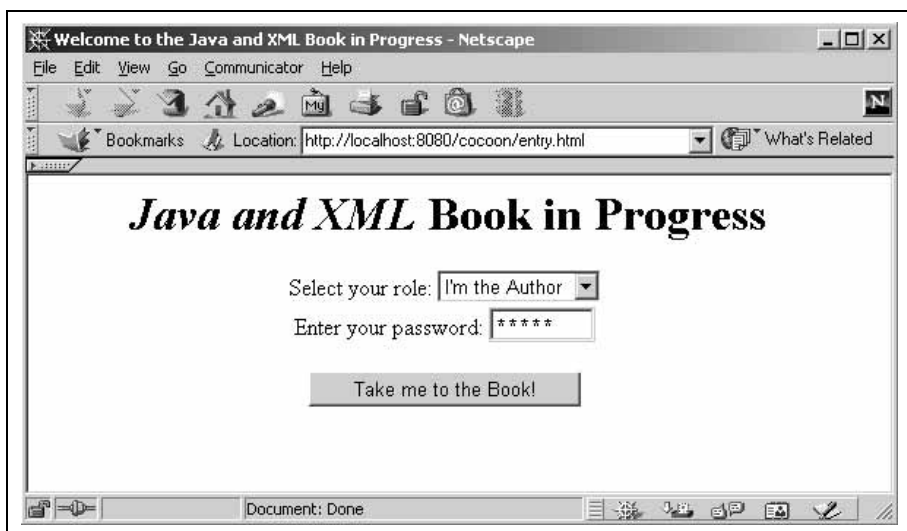 Welcome to the Java and XML Book in Progress - Netscape
File Edit View Go Communicator Help
My
N
Bookmarks Location: http://localhost:8080/cocoon/entry.html What's Related
Java and XML Book in Progress
Select your role: I'm the Author
Enter your password: *****
Take me to the Book!
Document: Done